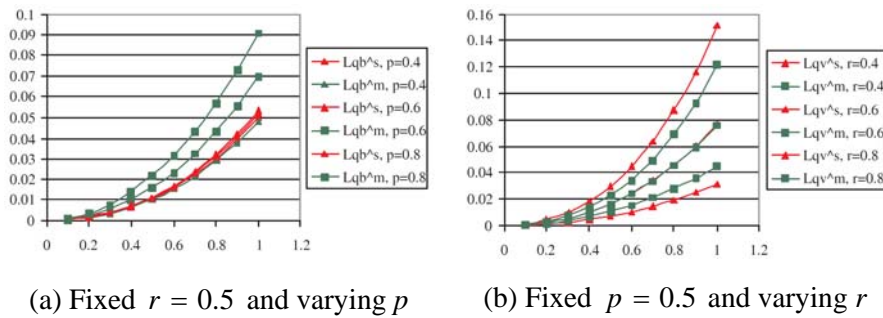 0.1
0.09
0.08
0.07
0.06
0.05
0.04
0.03
0.02
0.01
0
0 0.2 0.4 0.6 0.8 1 1.2
Lqb^s, p=0.4
Lqb^m, p=0.4
Lqb^s, p=0.6
Lqb^m, p=0.6
Lqb^s, p=0.8
Lqb^m, p=0.8
(a) Fixed r = 0.5 and varying p
0.16
0.14
0.12
0.1
0.08
0.06
0.04
0.02
0
0 0.2 0.4 0.6 0.8 1 1.2
Lqv^s, r=0.4
Lqv^m, r=0.4
Lqv^s, r=0.6
Lqv^m, r=0.6
Lqv^s, r=0.8
Lqv^m, r=0.8
(b) Fixed p = 0.5 and varying r